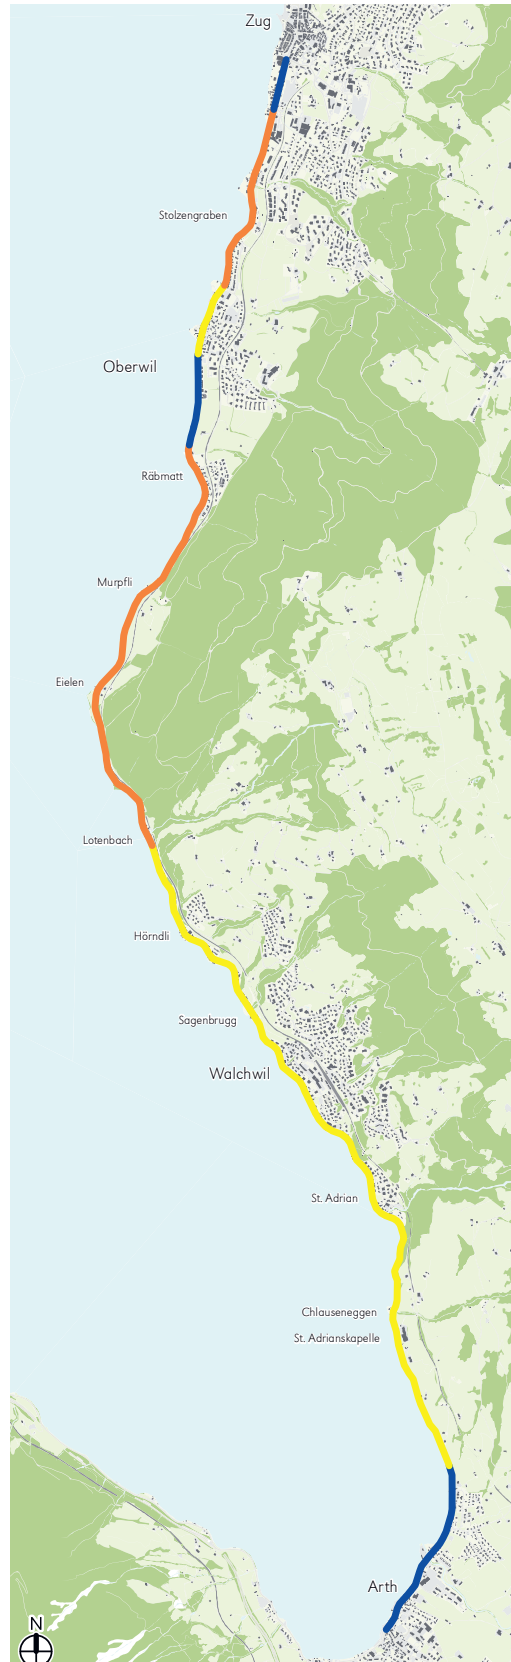 Zug
Stolzengraben
Oberwil
Räbmatt
Murpfli
Eielen
Lotenbach
Hörndli
Sagenbrugg
Walchwil
St. Adrian
Chlauseneggen
St. Adrianskapelle
Arth
N